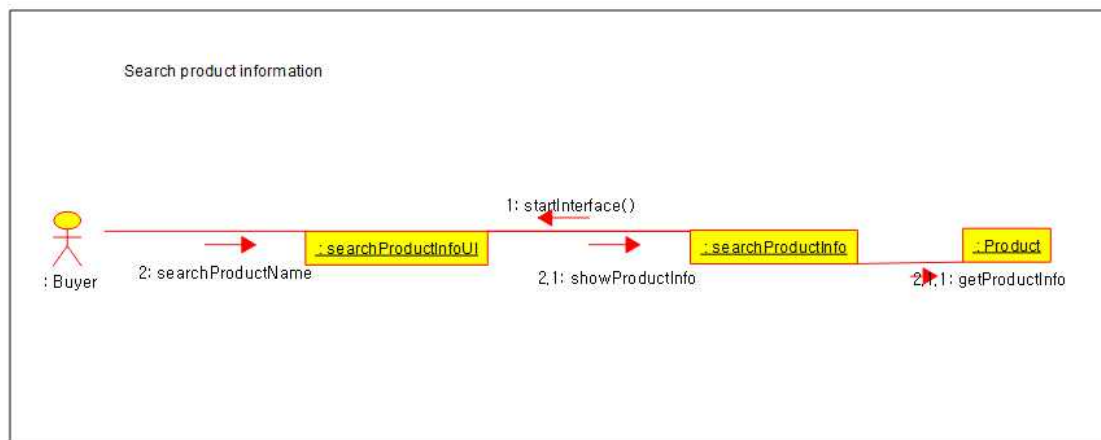 Search product information
1: startInterface()
: searchProductInfoUI
: searchProductInfo
: Product
: Buyer
2: searchProductName
2.1: showProductInfo
2.1.1: getProductInfo